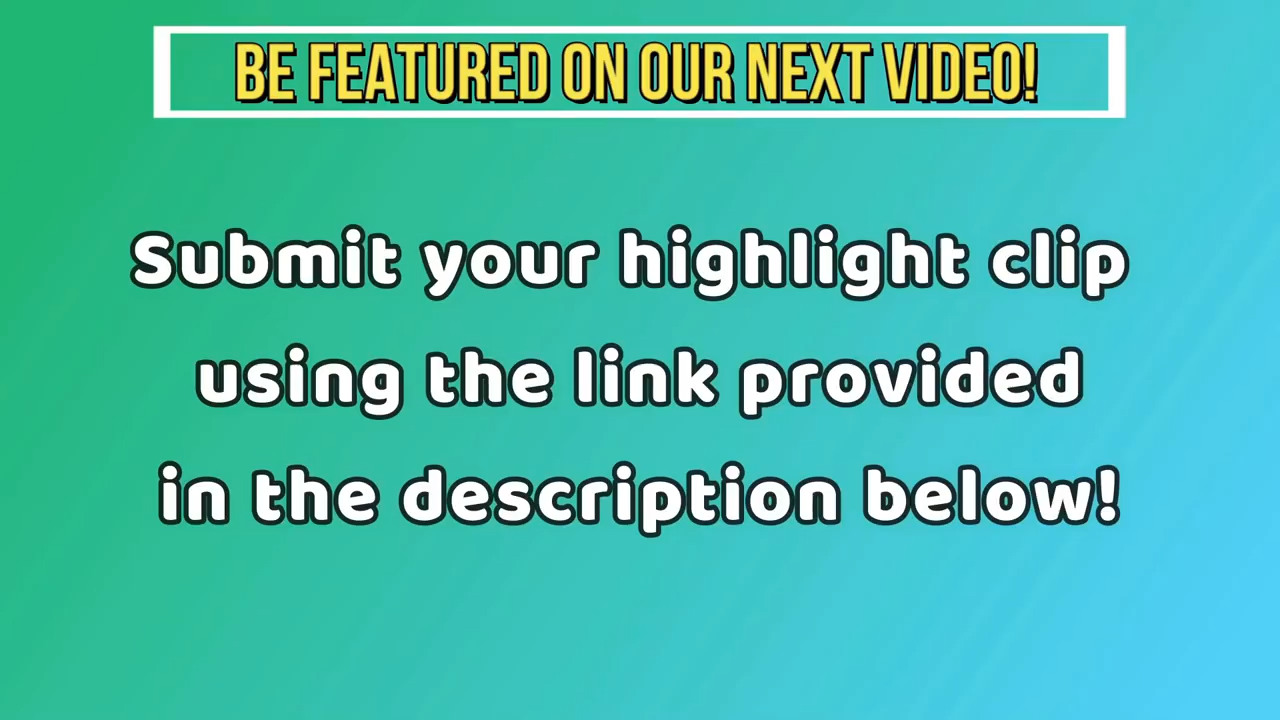 BE FEATURED ON OUR NEXT VIDEO!
Submit your highlight clip
using the link provided
in the description below!